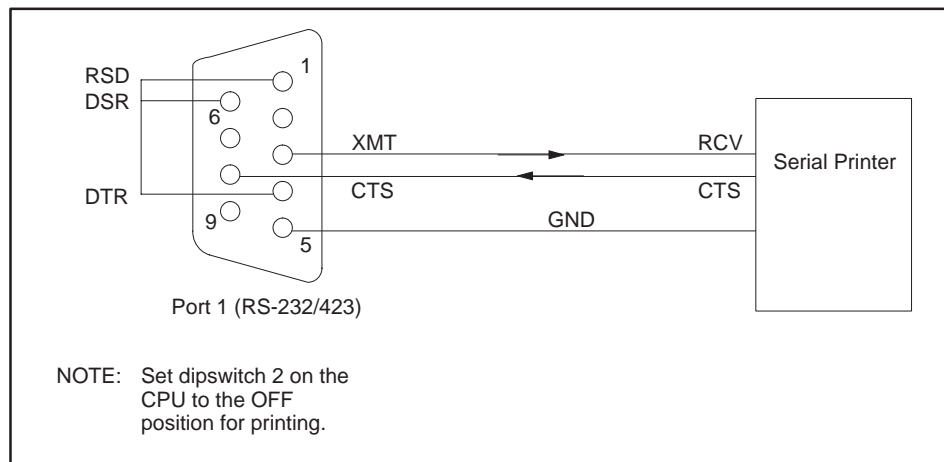 1
RSD
DSR
6
XMT
RCV
Serial Printer
CTS
CTS
DTR
9
GND
5
Port 1 (RS-232/423)
NOTE: Set dipswitch 2 on the
CPU to the OFF
position for printing.